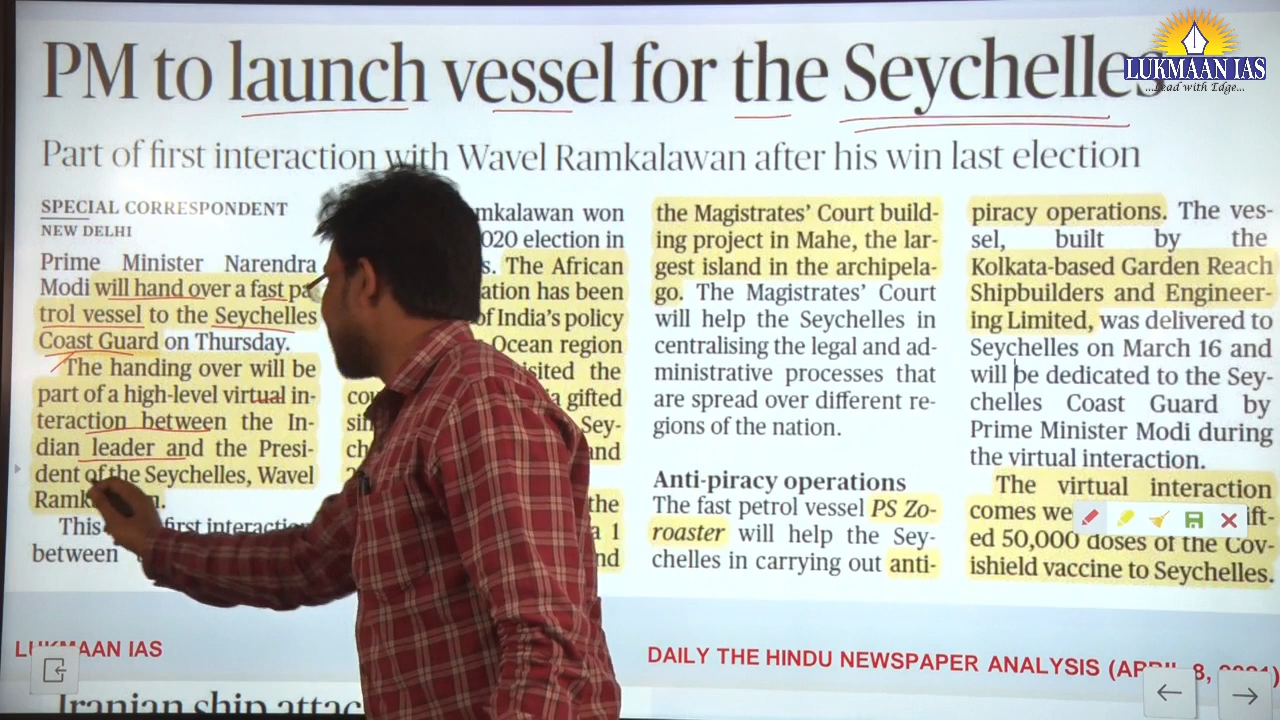 PM to launch vessel for the Seychelles
LUKMAAN IAS
...Lead with Edge...
Part of first interaction with Wavel Ramkalawan after his win last election
SPECIAL CORRESPONDENT
NEW DELHI
Prime Minister Narendra
Modi will hand over a fast pa
trol vessel to the Seychelles
Coast Guard on Thursday.
The handing over will be
part of a high-level virtual in-
teraction between the In-
dian leader and the Presi-
dent of the Seychelles, Wavel
This first interaction
between
mkalawan won
020 election in
s. The African
ation has been
of India's policy
Ocean region
isited the
gifted
Sey-
the
1
the Magistrates' Court build-
ing project in Mahe, the lar-
gest island in the archipela-
go. The Magistrates' Court
will help the Seychelles in
centralising the legal and ad-
ministrative processes that
are spread over different re-
gions of the nation.
Anti-piracy operations
The fast petrol vessel PS Zo-
roaster will help the Sey-
chelles in carrying out anti-
piracy operations. The ves-
sel, built by the
Kolkata-based Garden Reach
Shipbuilders and Engineer-
ing Limited, was delivered to
Seychelles on March 16 and
will be dedicated to the Sey-
chelles Coast Guard by
Prime Minister Modi during
the virtual interaction.
The virtual interaction
comes ift-
ed 50,000 doses of the Cov-
ishield vaccine to Seychelles.
LUKMAAN IAS
DAILY THE HINDU NEWSPAPER ANALYSIS (APRIL 8, 2021)
Iranian ship attac